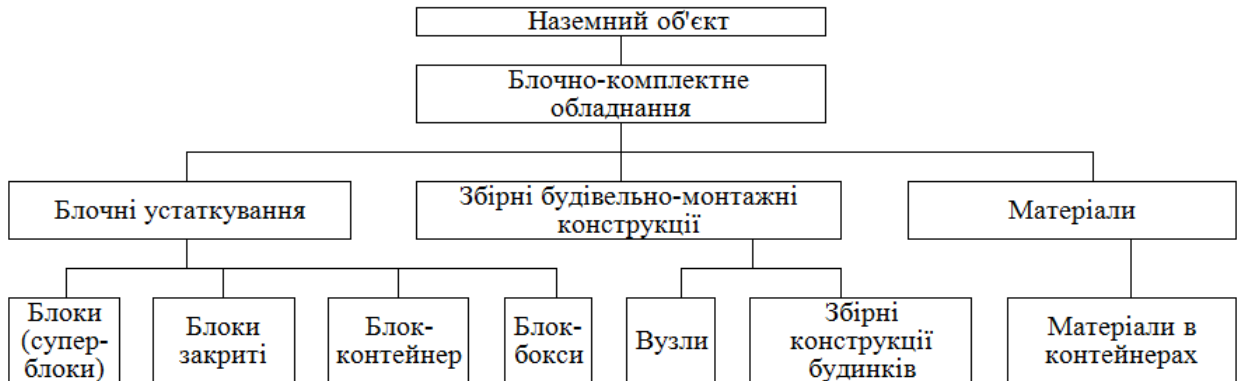 Наземний об'єкт
Блочно-комплектне
обладнання
Блочні устаткування
Збірні будівельно-монтажні
конструкції
Матеріали
Блоки
(супер-
блоки)
Блоки
закриті
Блок-
контейнер
Блок-
бокси
Вузли
Збірні
конструкції
будинків
Матеріали в
контейнерах